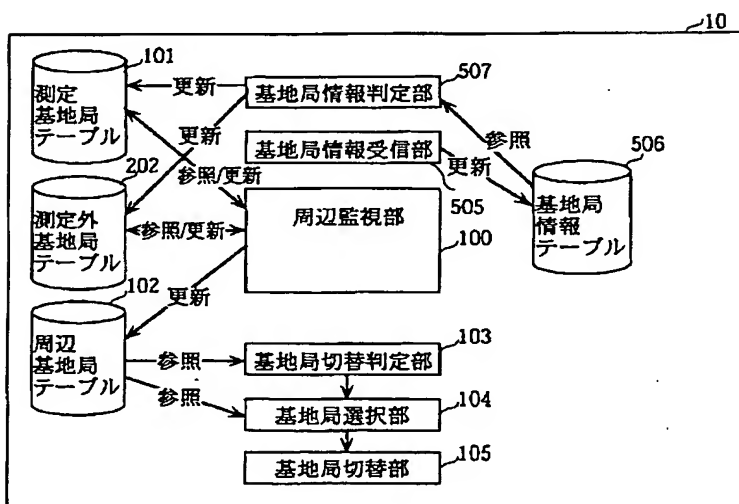 10
101
測定
基地局
テーブル
更新
基地局情報判定部
507
更新
参照
基地局情報受信部
更新
506
202
参照/更新
505
基地局
情報
テーブル
測定外
基地局
テーブル
参照/更新
周辺監視部
100
102
更新
周辺
基地局
テーブル
参照
基地局切替判定部
103
参照
基地局選択部
104
基地局切替部
105